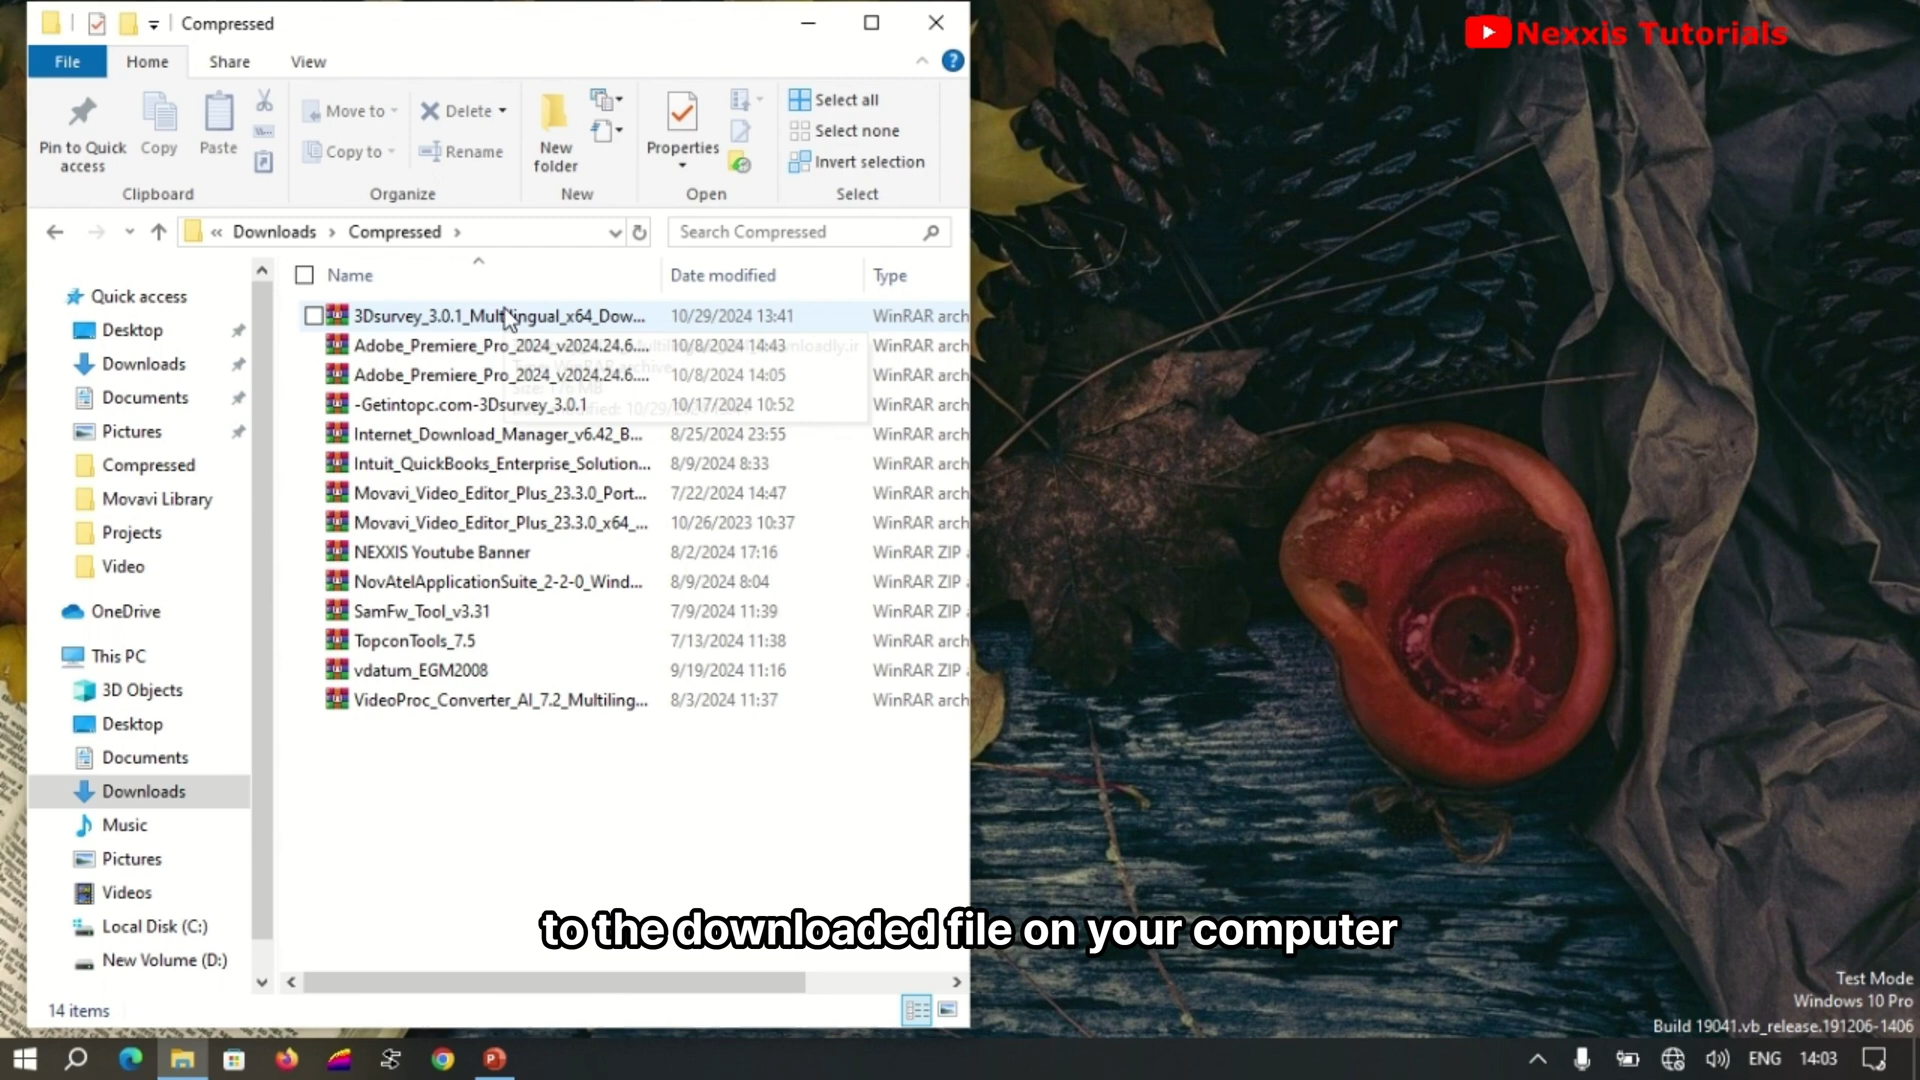 Compressed
Nexxis Tutorials
File Home Share View
Pin to Quick access
Copy
Paste
Move to
Copy to
Delete
Rename
New folder
Properties
Select all
Select none
Invert selection
Clipboard Organize New Open Select
« Downloads › Compressed ›
Search Compressed
Name Date modified Type
3Dsurvey_3.0.1_Multilingual_x64_Dow... 10/29/2024 13:41 WinRAR arch
Adobe_Premiere_Pro_2024_v2024.24.6.... 10/8/2024 14:43 WinRAR arch
Adobe_Premiere_Pro_2024_v2024.24.6.... 10/8/2024 14:05 WinRAR arch
-Getintopc.com-3Dsurvey_3.0.1 10/17/2024 10:52 WinRAR arch
Internet_Download_Manager_v6.42_B... 8/25/2024 23:55 WinRAR arch
Intuit_QuickBooks_Enterprise_Solution... 8/9/2024 8:33 WinRAR arch
Movavi_Video_Editor_Plus_23.3.0_Port... 7/22/2024 14:47 WinRAR arch
Movavi_Video_Editor_Plus_23.3.0_x64_... 10/26/2023 10:37 WinRAR arch
NEXXIS Youtube Banner 8/2/2024 17:16 WinRAR ZIP
NovAtelApplicationSuite_2-2-0_Wind... 8/9/2024 8:04 WinRAR ZIP
SamFw_Tool_v3.31 7/9/2024 11:39 WinRAR ZIP
TopconTools_7.5 7/13/2024 11:38 WinRAR arch
vdatum_EGM2008 9/19/2024 11:16 WinRAR ZIP
VideoProc_Converter_AI_7.2_Multiling... 8/3/2024 11:37 WinRAR arch
Quick access
Desktop
Downloads
Documents
Pictures
Compressed
Movavi Library
Projects
Video
OneDrive
This PC
3D Objects
Desktop
Documents
Downloads
Music
Pictures
Videos
Local Disk (C:)
New Volume (D:)
14 items
to the downloaded file on your computer
Test Mode
Windows 10 Pro
Build 19041.vb_release.191206-1406
ENG 14:03